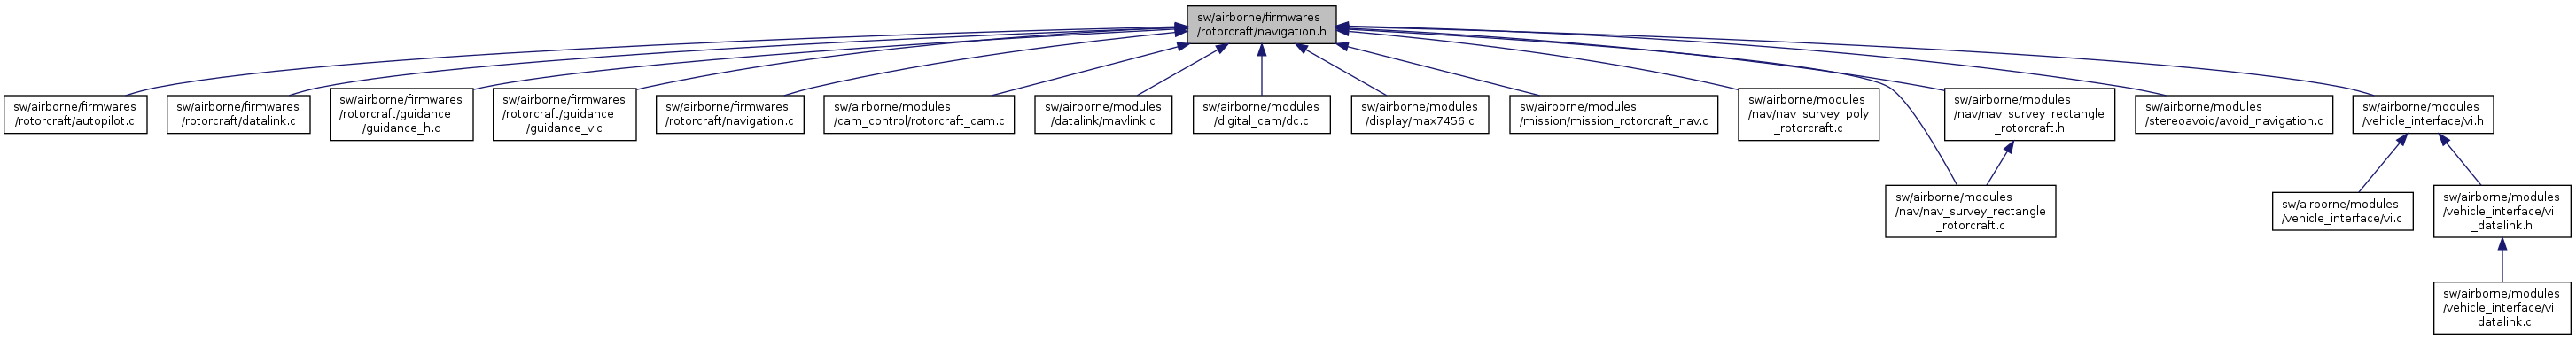 sw/airborne/firmwares
/rotorcraft/navigation.h
sw/airborne/firmwares
/rotorcraft/autopilot.c
sw/airborne/firmwares
/rotorcraft/datalink.c
sw/airborne/firmwares
/rotorcraft/guidance
/guidance_h.c
sw/airborne/firmwares
/rotorcraft/guidance
/guidance_v.c
sw/airborne/firmwares
/rotorcraft/navigation.c
sw/airborne/modules
/cam_control/rotorcraft_cam.c
sw/airborne/modules
/datalink/mavlink.c
sw/airborne/modules
/digital_cam/dc.c
sw/airborne/modules
/display/max7456.c
sw/airborne/modules
/mission/mission_rotorcraft_nav.c
sw/airborne/modules
/nav/nav_survey_poly
_rotorcraft.c
sw/airborne/modules
/nav/nav_survey_rectangle
_rotorcraft.h
sw/airborne/modules
/stereoavoid/avoid_navigation.c
sw/airborne/modules
/vehicle_interface/vi.h
sw/airborne/modules
/nav/nav_survey_rectangle
_rotorcraft.c
sw/airborne/modules
/vehicle_interface/vi.c
sw/airborne/modules
/vehicle_interface/vi
_datalink.h
sw/airborne/modules
/vehicle_interface/vi
_datalink.c